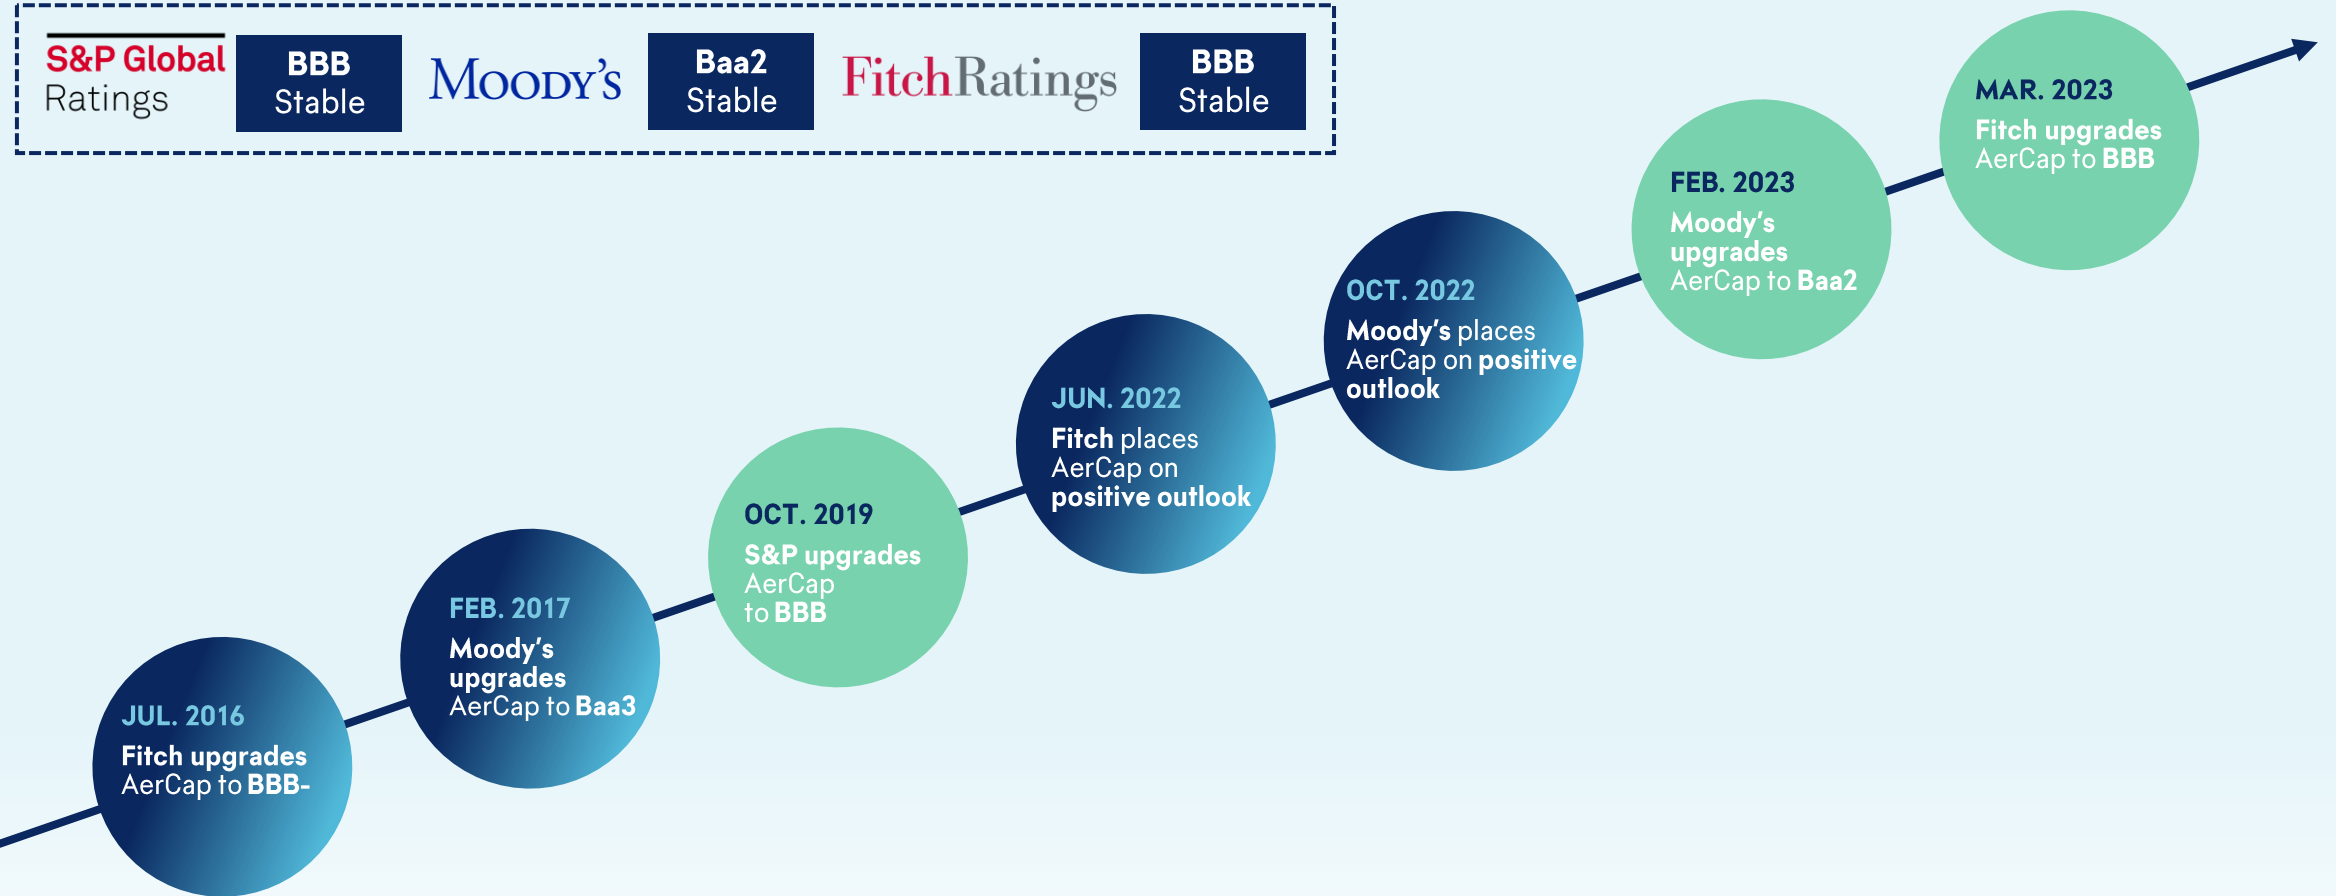 S&P Global
Ratings
BBB
Stable
MOODY'S
Baa2
Stable
FitchRatings
BBB
Stable
JUL. 2016
Fitch upgrades
AerCap to BBB-
FEB. 2017
Moody's
upgrades
AerCap to Baa3
OCT. 2019
S&P upgrades
AerCap
to BBB
JUN. 2022
Fitch places
AerCap on
positive outlook
OCT. 2022
Moody's places
AerCap on positive
outlook
FEB. 2023
Moody's
upgrades
AerCap to Baa2
MAR. 2023
Fitch upgrades
AerCap to BBB